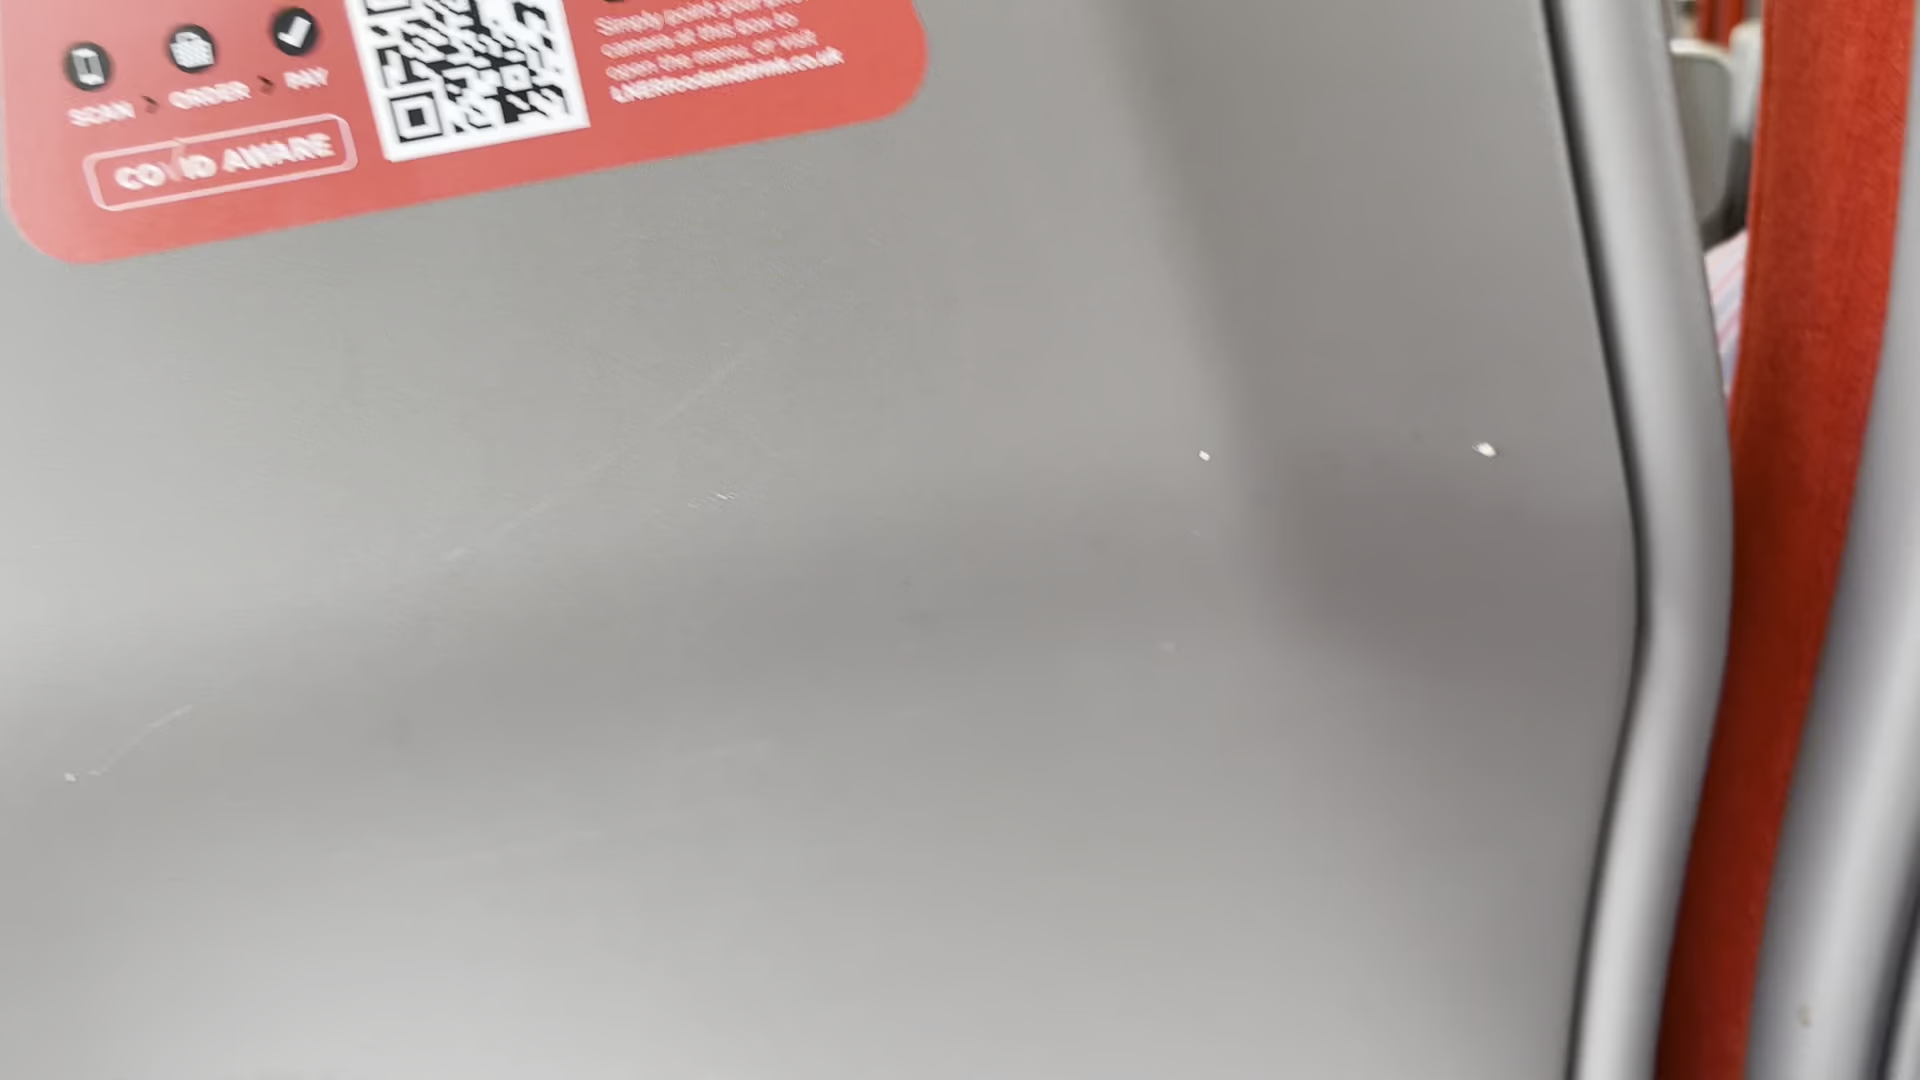 Simply point your
camera at this box to
open the menu, or visit
LNERfoodanddrink.co.uk
SCAN > ORDER > PAY
COVID AWARE